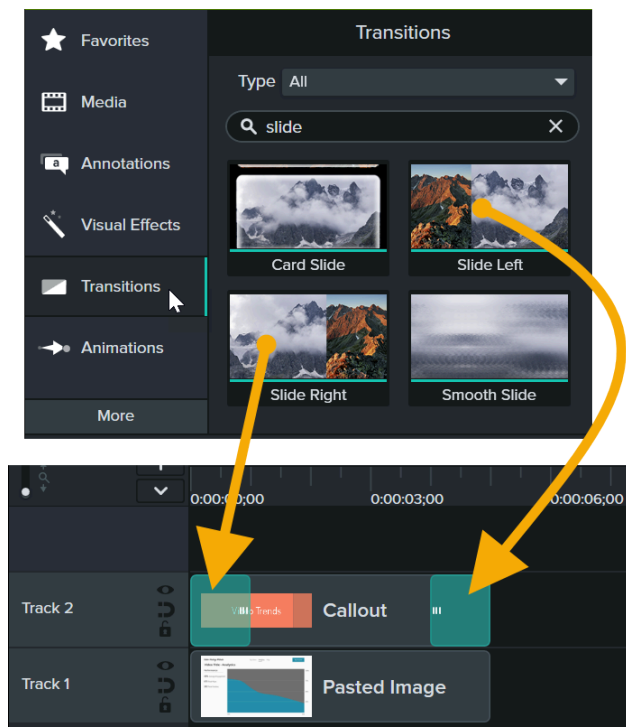 Favorites
Media
a
Annotations
Visual Effects
Transitions
Animations
More
Transitions
Type All
slide
Card Slide
Slide Left
Slide Right
Smooth Slide
0:00:00;00
0:00:03;00
0:00:06;00
Track 2
Trends
Callout
Track 1
Pasted Image